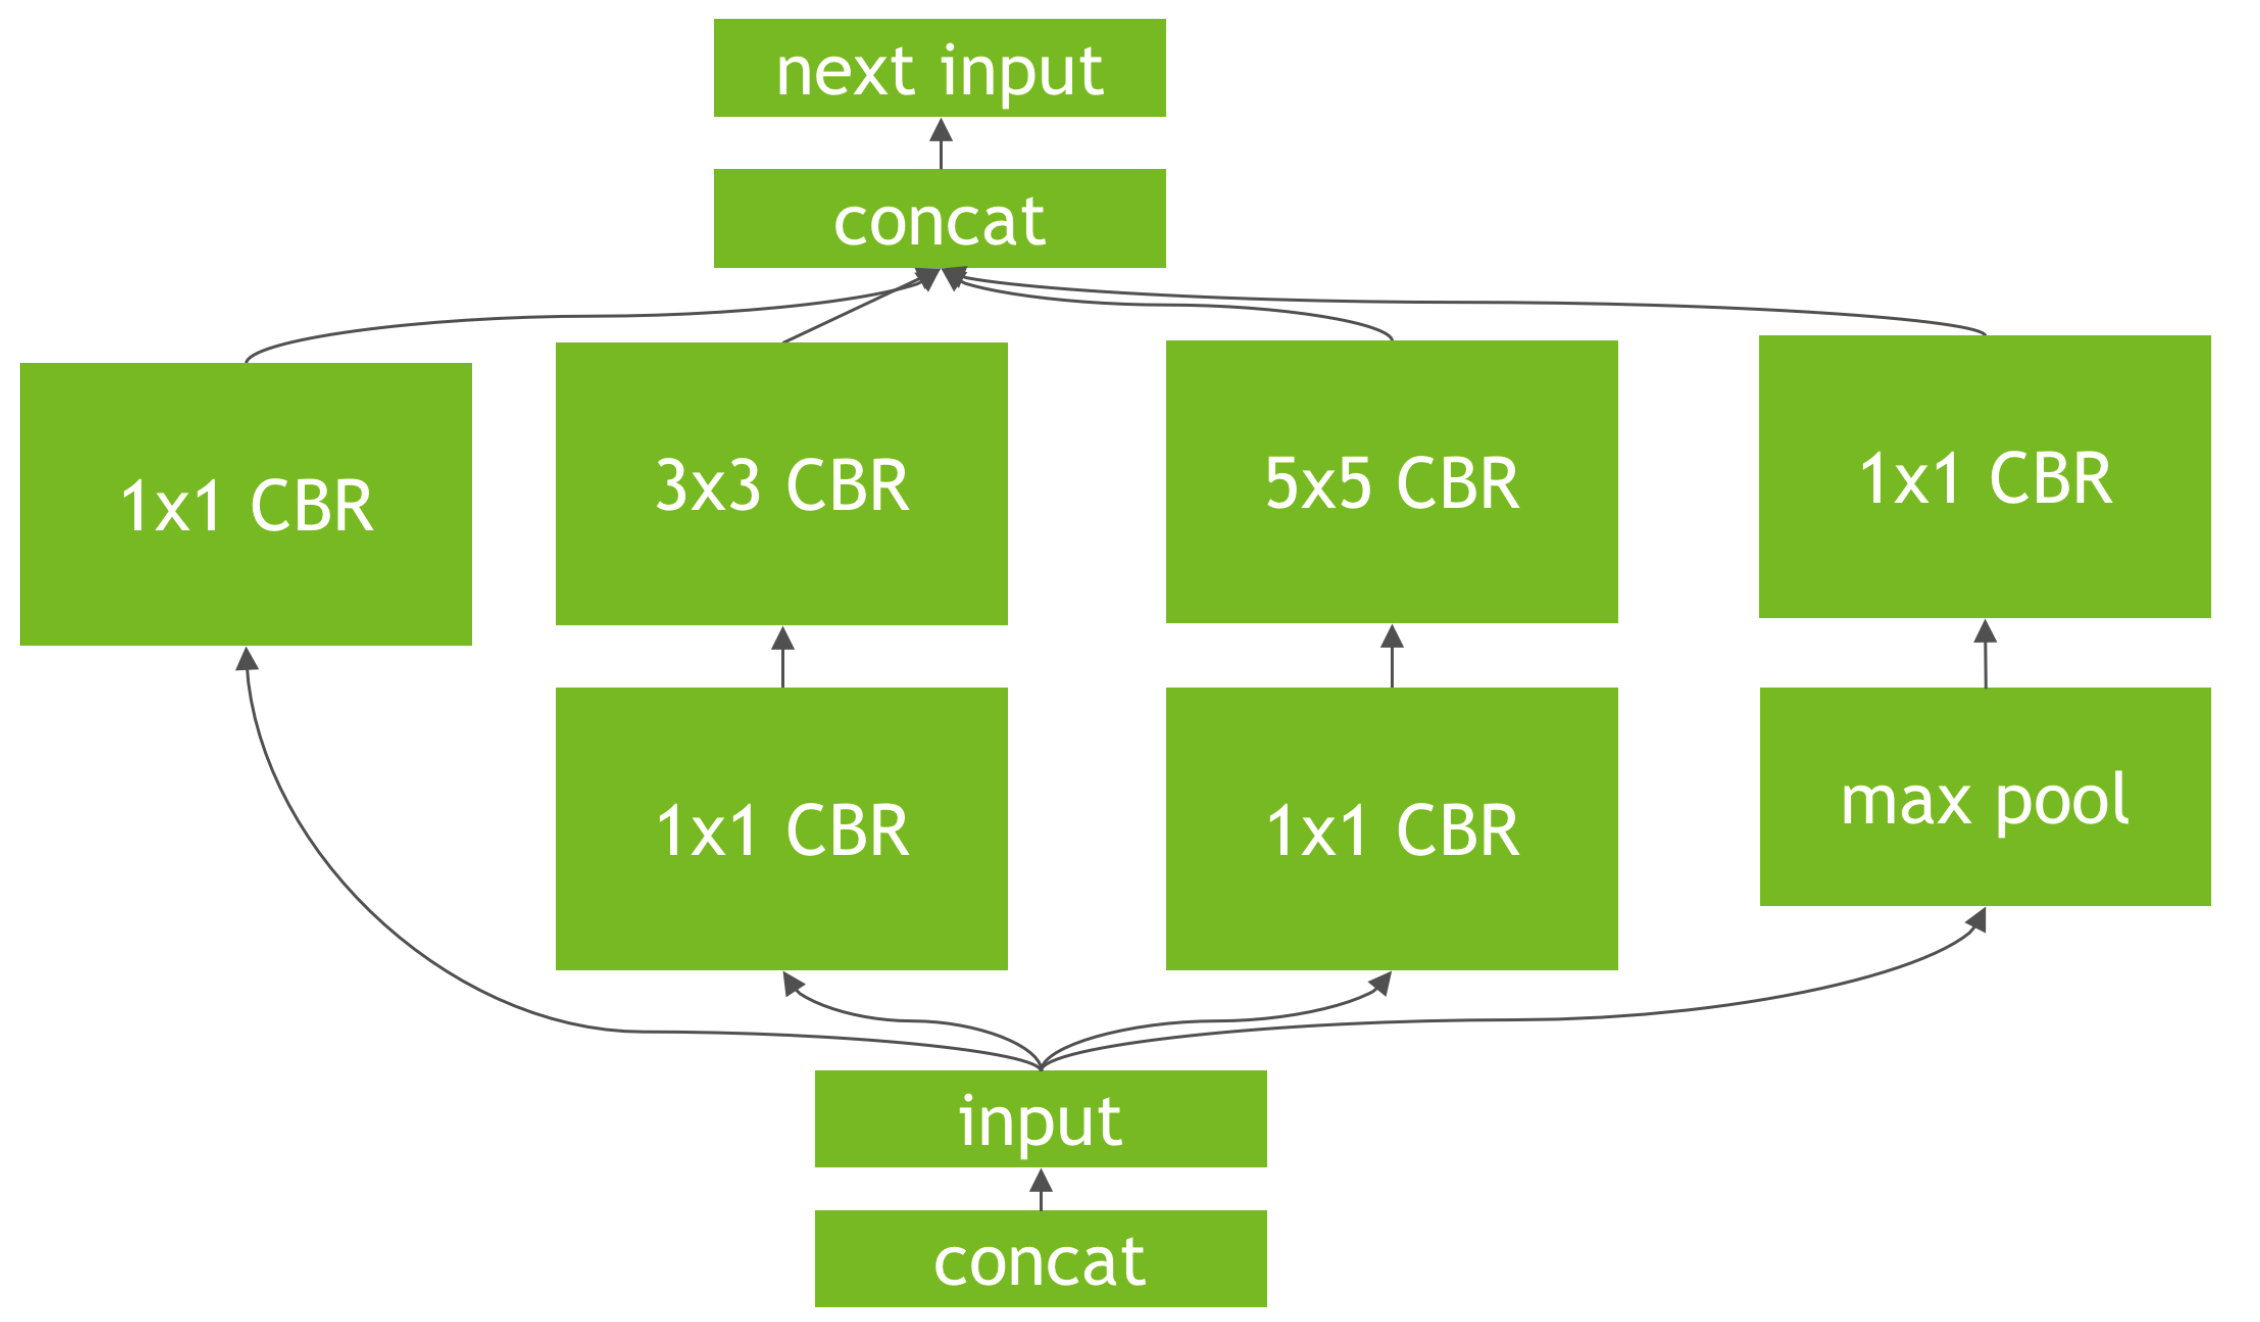 next input
concat
1x1 CBR
3x3 CBR
5x5 CBR
1x1 CBR
1x1 CBR
1x1 CBR
max pool
input
concat